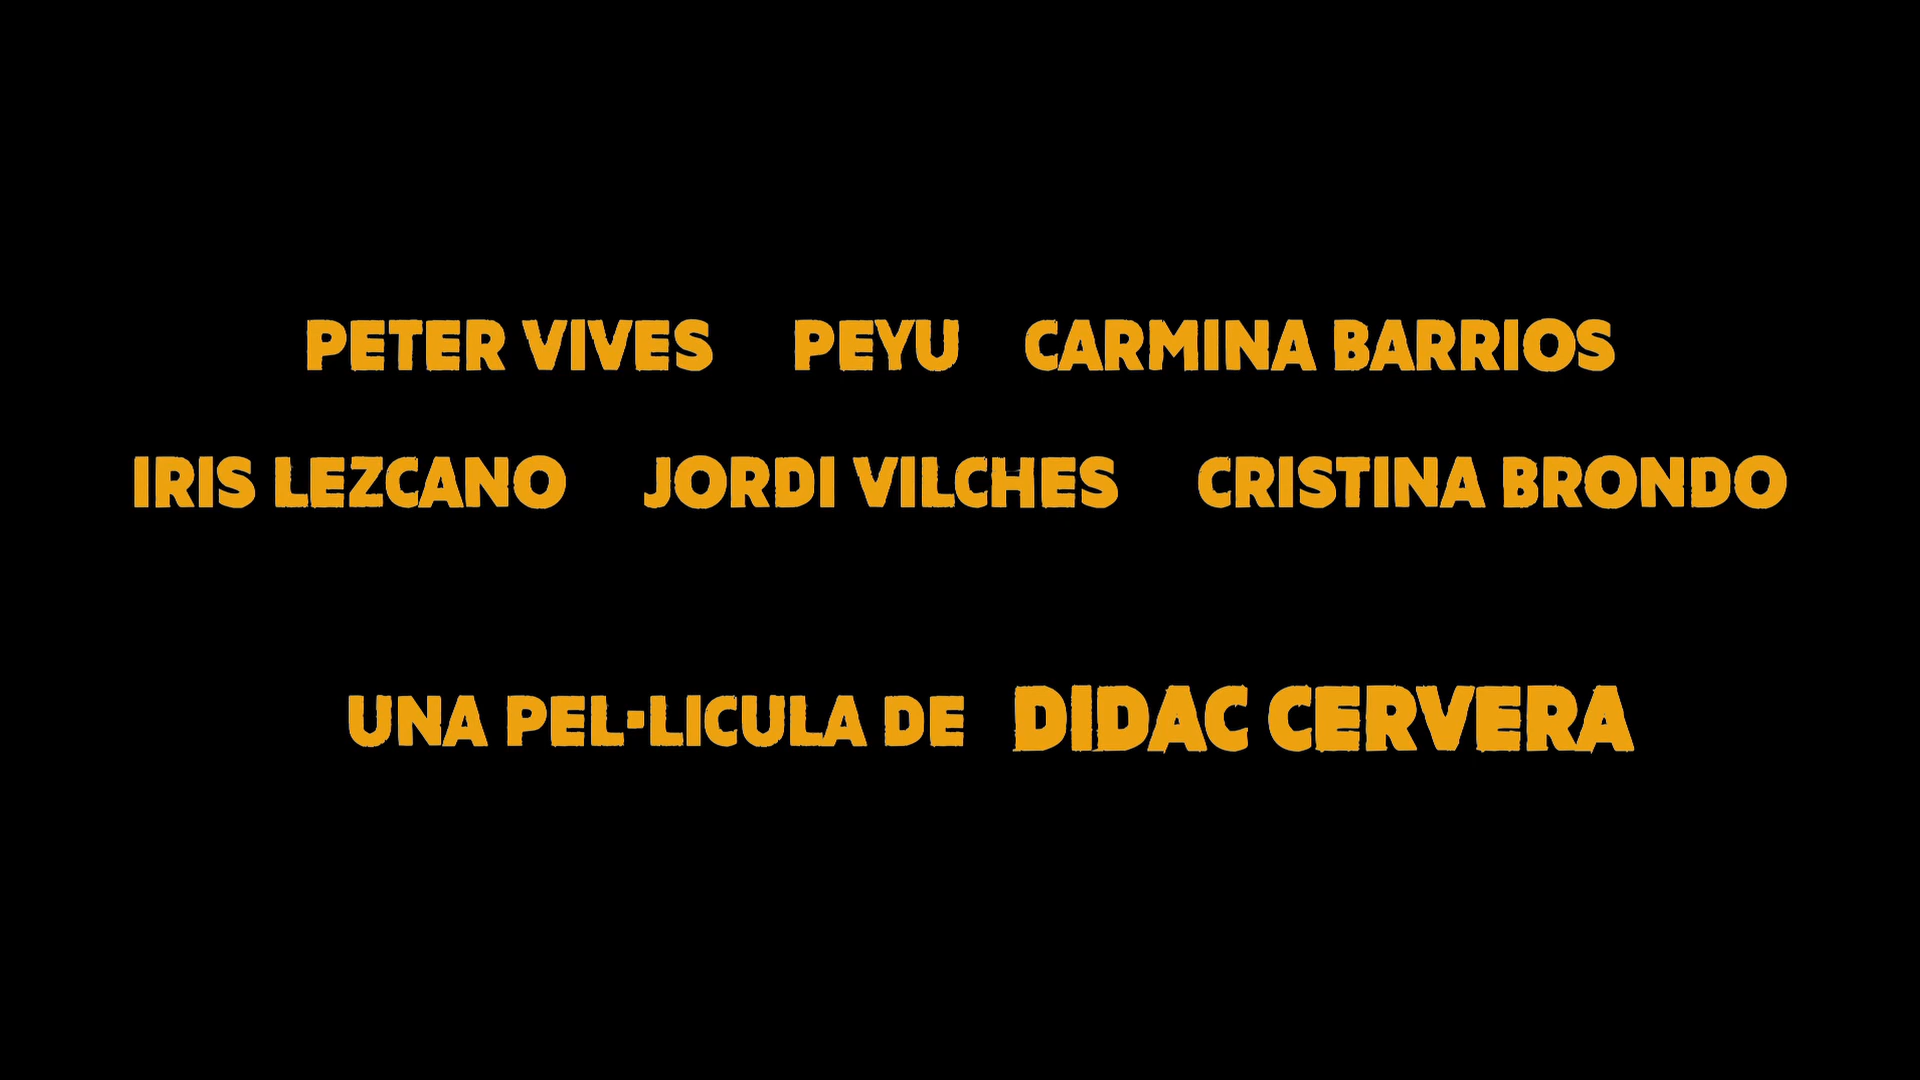 PETER VIVES PEYU CARMINA BARRIOS
IRIS LEZCANO JORDI VILCHES CRISTINA BRONDO
UNA PEL·LICULA DE DIDAC CERVERA